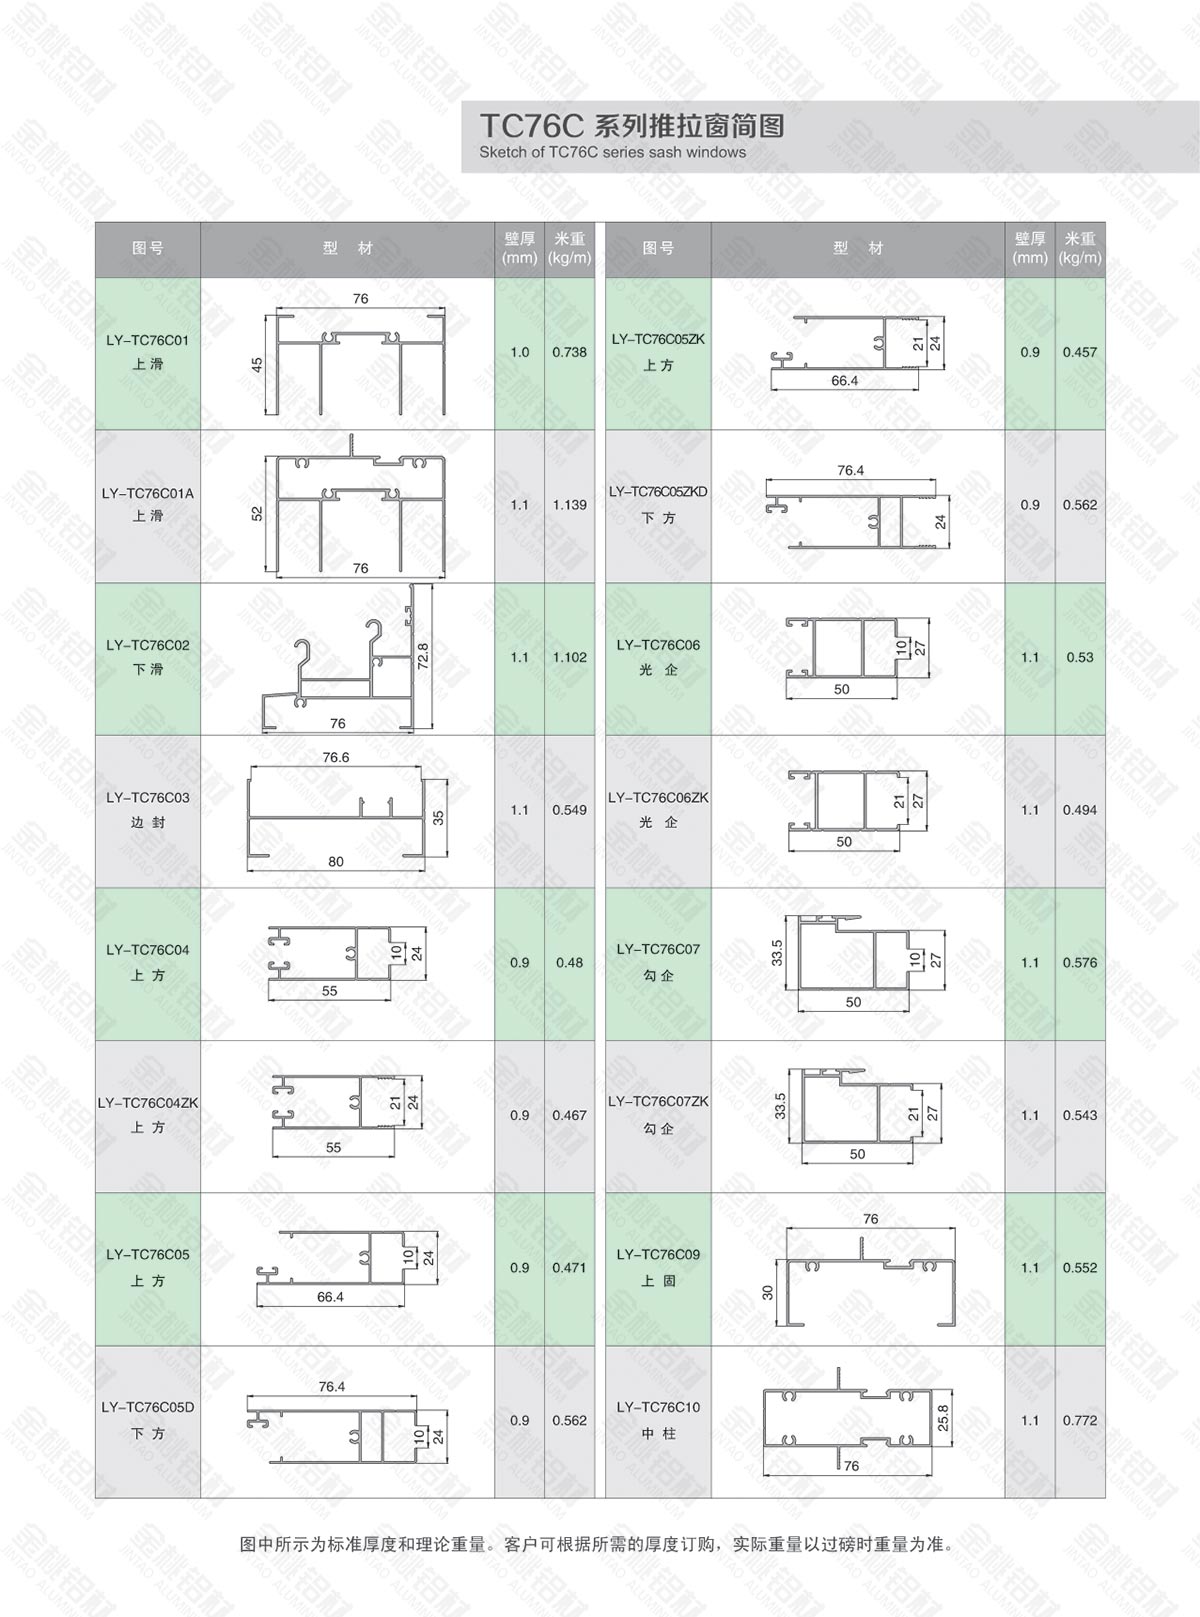 TC76C 系列推拉窗简图
Sketch of TC76C series sash windows
图号 型 材 壁厚(mm) 米重(kg/m) 图号 型 材 壁厚(mm) 米重(kg/m)
LY-TC76C01
上 滑
76
45
1.0 0.738
LY-TC76C05ZK
上 方
21
24
66.4
0.9 0.457
LY-TC76C01A
上 滑
52
76
1.1 1.139
LY-TC76C05ZKD
下 方
76.4
24
0.9 0.562
LY-TC76C02
下 滑
72.8
76
1.1 1.102
LY-TC76C06
光 企
10
27
50
1.1 0.53
LY-TC76C03
边 封
76.6
35
80
1.1 0.549
LY-TC76C06ZK
光 企
21
27
50
1.1 0.494
LY-TC76C04
上 方
10
24
55
0.9 0.48
LY-TC76C07
勾 企
33.5
10
27
50
1.1 0.576
LY-TC76C04ZK
上 方
21
24
55
0.9 0.467
LY-TC76C07ZK
勾 企
33.5
21
27
50
1.1 0.543
LY-TC76C05
上 方
10
24
66.4
0.9 0.471
LY-TC76C09
上 固
76
30
1.1 0.552
LY-TC76C05D
下 方
76.4
10
24
0.9 0.562
LY-TC76C10
中 柱
25.8
76
1.1 0.772
图中所示为标准厚度和理论重量。客户可根据所需的厚度订购，实际重量以过磅时重量为准。
金桃铝材
JINTAO ALUMINIUM